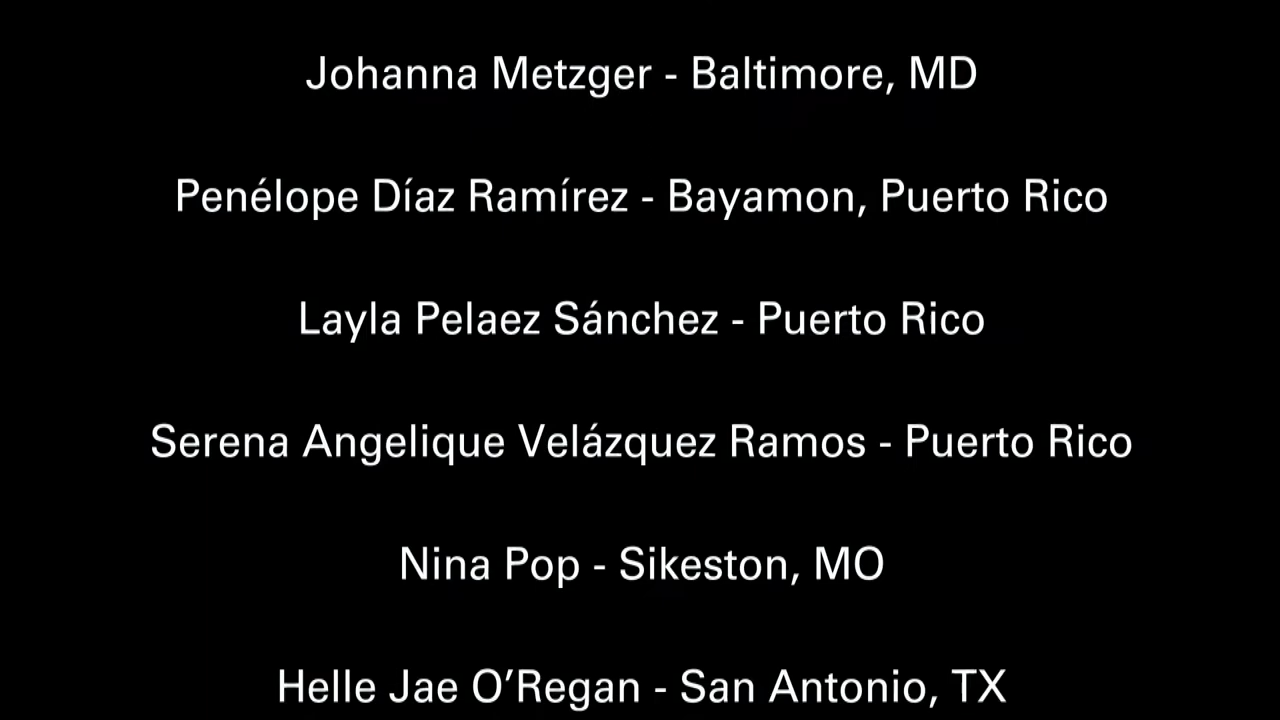 Johanna Metzger - Baltimore, MD
Penélope Díaz Ramírez - Bayamon, Puerto Rico
Layla Pelaez Sánchez - Puerto Rico
Serena Angelique Velázquez Ramos - Puerto Rico
Nina Pop - Sikeston, MO
Helle Jae O’Regan - San Antonio, TX